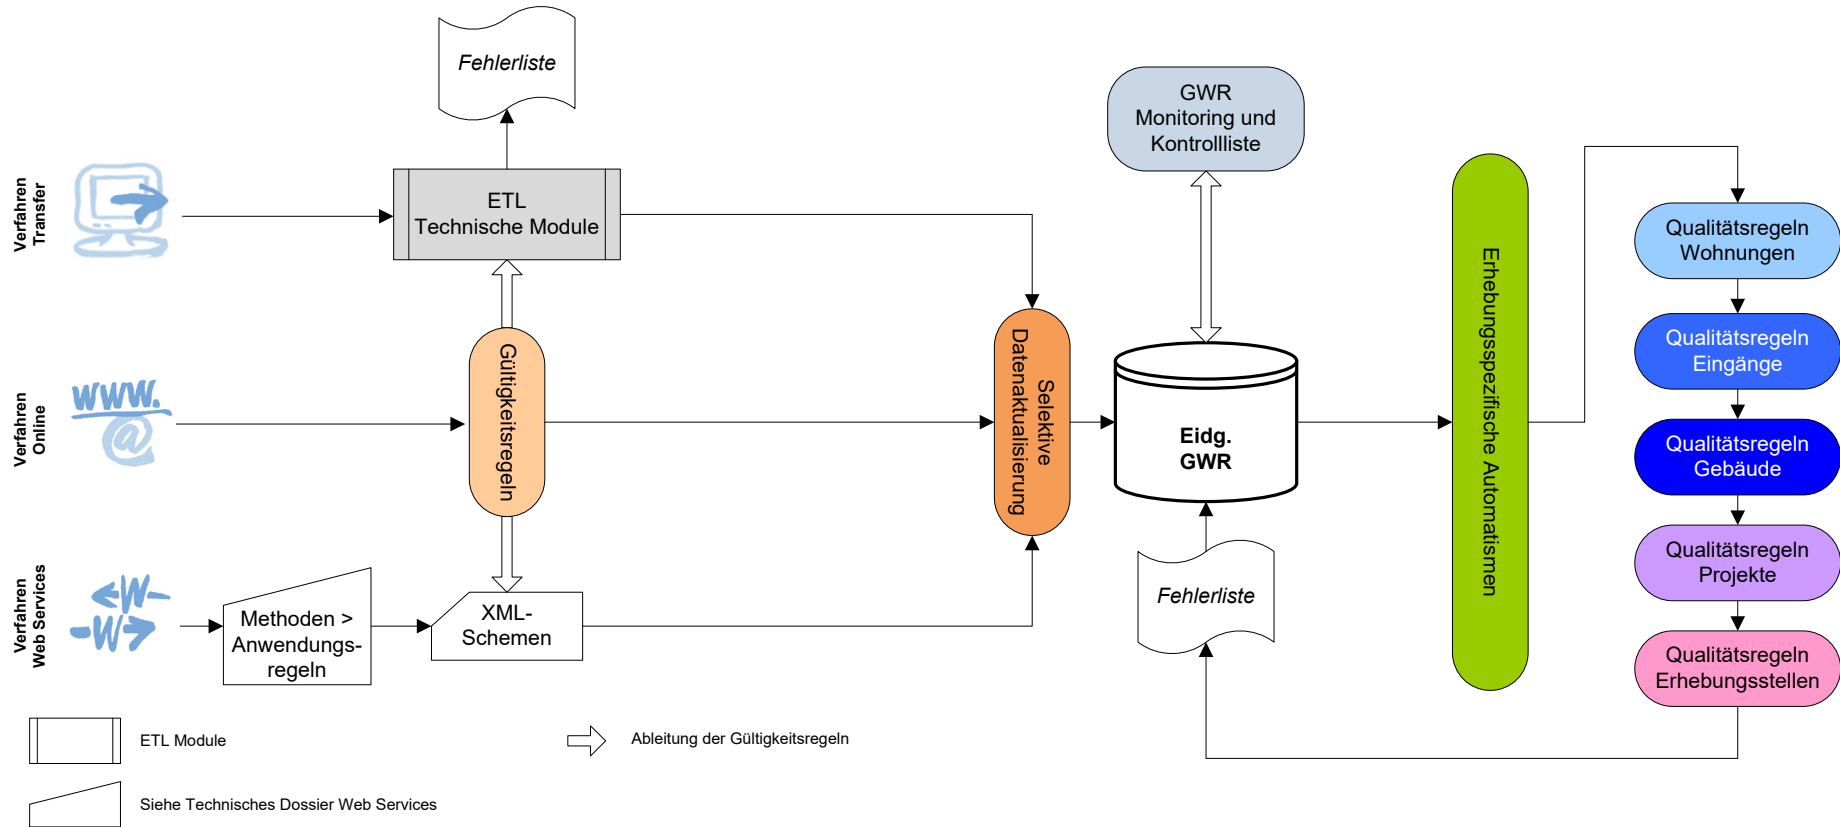 Fehlerliste
GWR
Monitoring und
Kontrollliste
Verfahren
Transfer
ETL
Technische Module
Qualitätsregeln
Wohnungen
Verfahren
Online
www.
@
Gültigkeitsregeln
Selektive
Datenaktualisierung
Eidg.
GWR
Erhebungsspezifische Automatismen
Qualitätsregeln
Eingänge
Qualitätsregeln
Gebäude
Qualitätsregeln
Projekte
Qualitätsregeln
Erhebungsstellen
Verfahren
Web Services
W
W
Methoden >
Anwendungs-
regeln
XML-
Schemen
Fehlerliste
ETL Module
Ableitung der Gültigkeitsregeln
Siehe Technisches Dossier Web Services